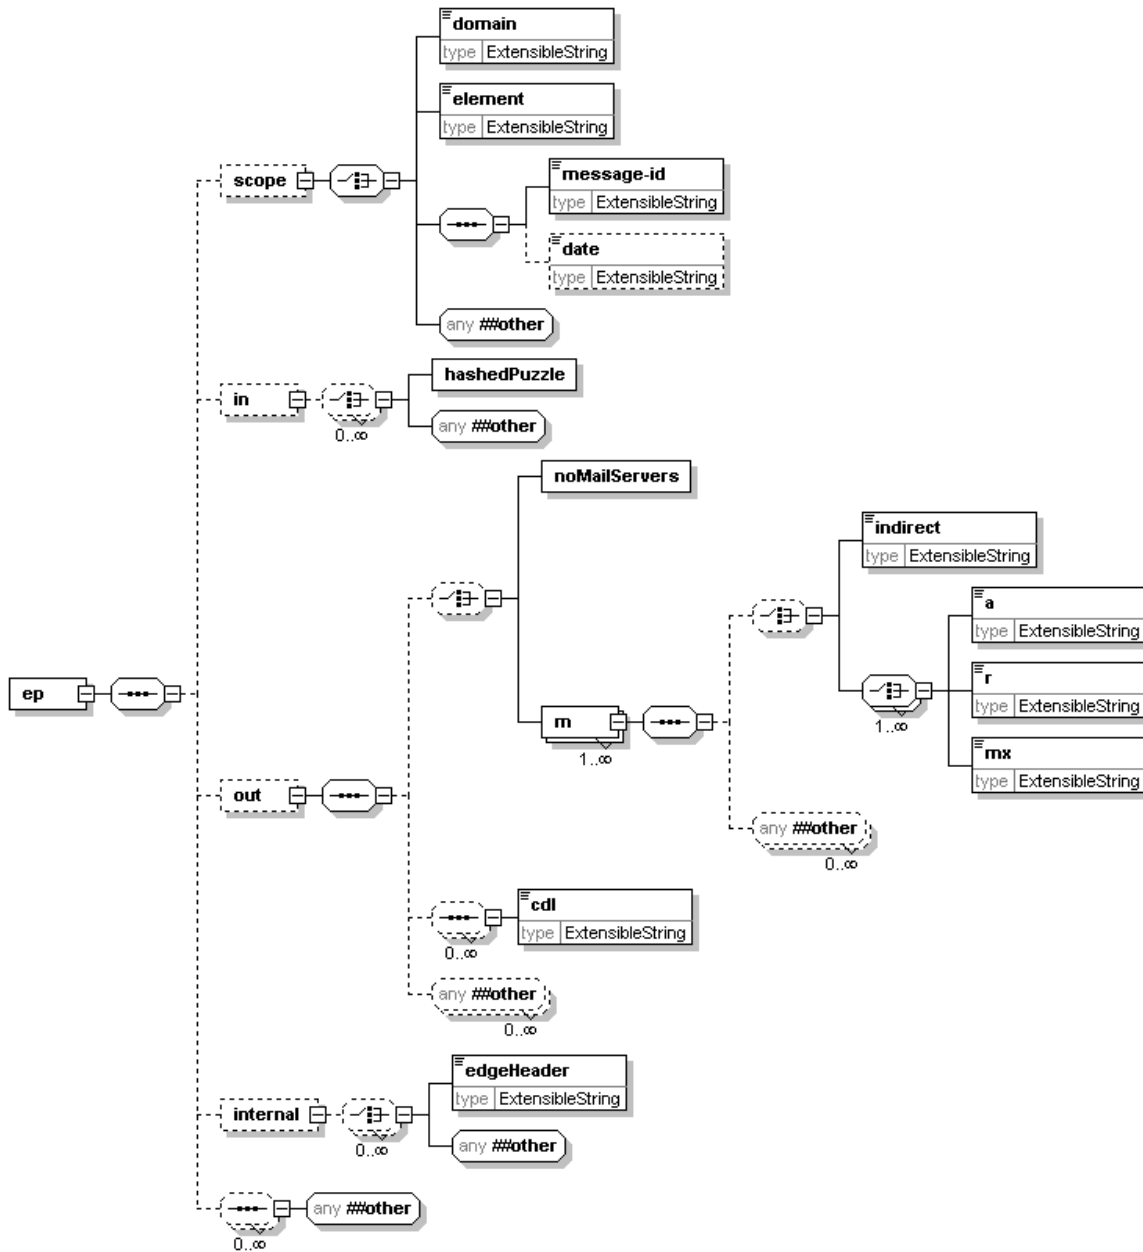 domain
type ExtensibleString
element
type ExtensibleString
scope
message-id
type ExtensibleString
date
type ExtensibleString
any ##other
hashedPuzzle
in
any ##other
0..∞
noMailServers
indirect
type ExtensibleString
a
type ExtensibleString
r
type ExtensibleString
ep
m
1..∞
1..∞
mx
type ExtensibleString
out
any ##other
0..∞
cdl
type ExtensibleString
0..∞
any ##other
0..∞
edgeHeader
type ExtensibleString
internal
any ##other
0..∞
any ##other
0..∞